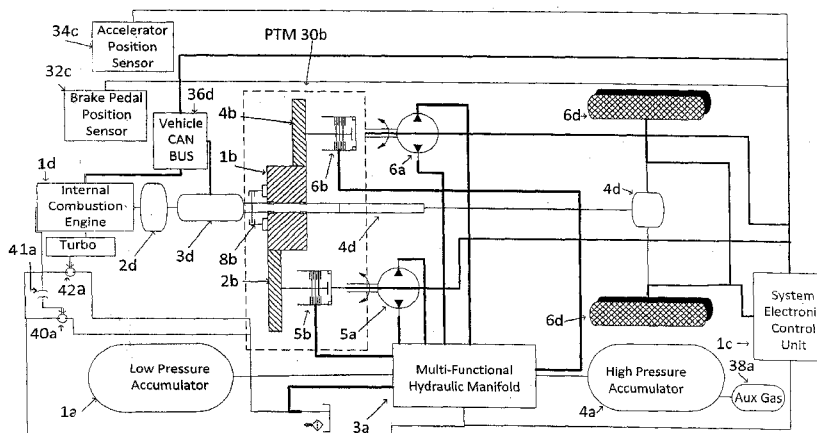 34c
Accelerator
Position
Sensor
32c
Brake Pedal
Position
Sensor
36d
Vehicle
CAN
BUS
PTM 30b
4b
1b
6b
6a
6d
1d
Internal
Combustion
Engine
Turbo
2d
3d
8b
4d
4d
41a
42a
40a
2b
5b
5a
6d
System
Electronic
Control
Unit
1c
Low Pressure
Accumulator
1a
Multi-Functional
Hydraulic Manifold
3a
High Pressure
Accumulator
4a
38a
Aux Gas